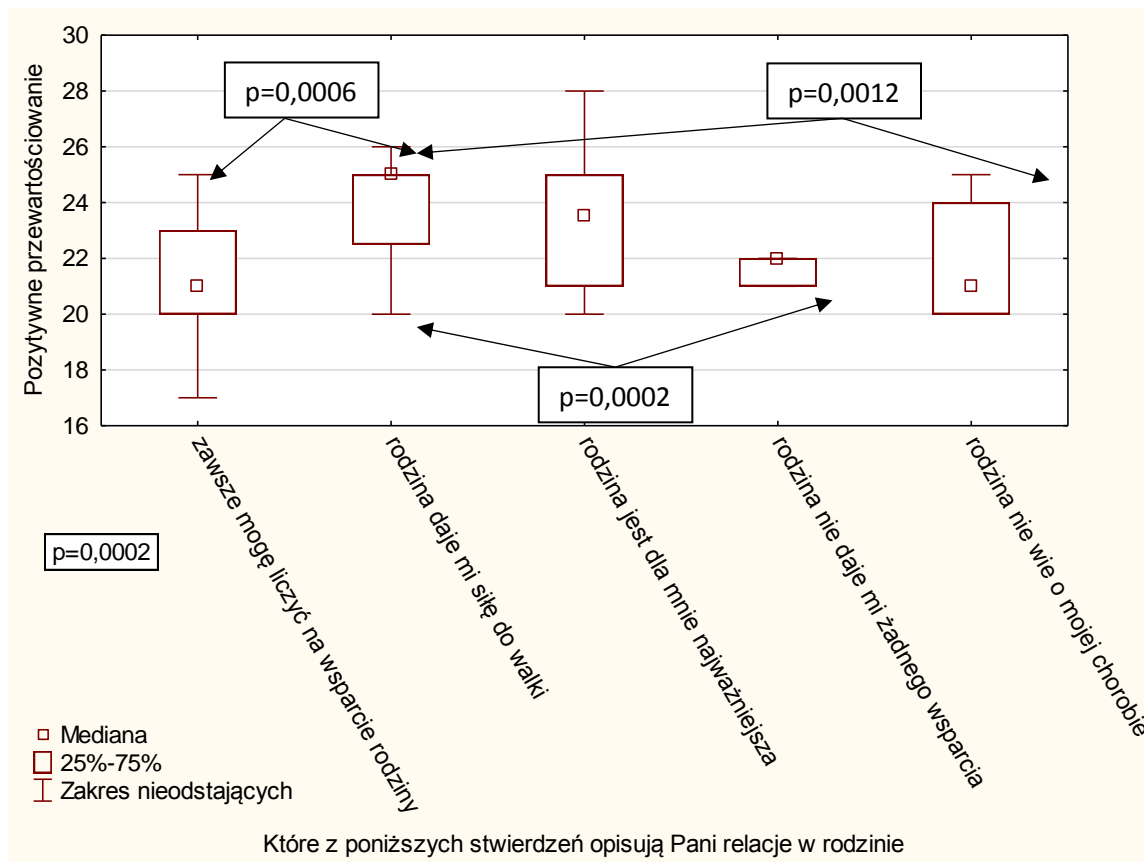 Pozytywne przewartościowanie
30
28
26
24
22
20
18
16
p=0,0006
p=0,0012
p=0,0002
zawsze mogę liczyć na wsparcie rodziny
rodzina daje mi siłę do walki
rodzina jest dla mnie najważniejsza
rodzina nie daje mi żadnego wsparcia
rodzina nie wie o mojej chorobie
p=0,0002
Mediana
25%-75%
Zakres nieodstających
Które z poniższych stwierdzeń opisują Pani relacje w rodzinie